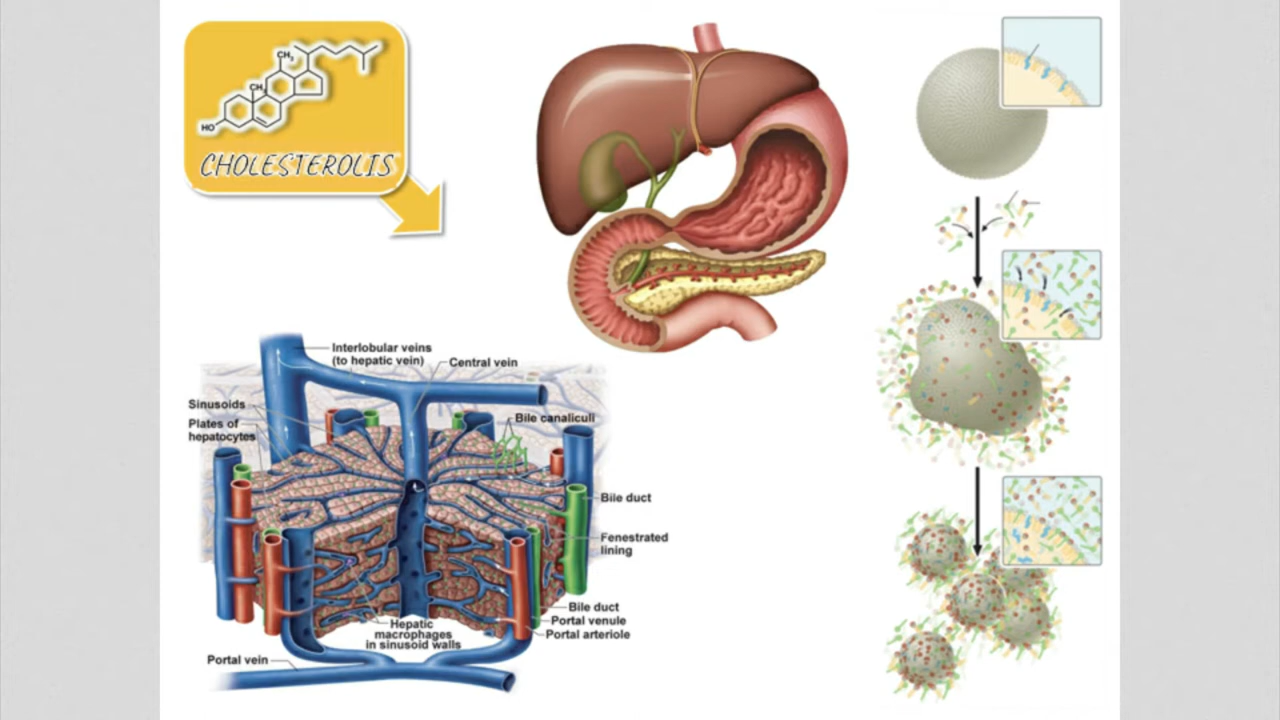 CH₃
CH₃
HO
CHOLESTEROLIS
Interlobular veins
(to hepatic vein)
Central vein
Sinusoids
Plates of
hepatocytes
Bile canaliculi
Bile duct
Fenestrated
lining
Bile duct
Portal venule
Portal arteriole
Hepatic
macrophages
in sinusoid walls
Portal vein